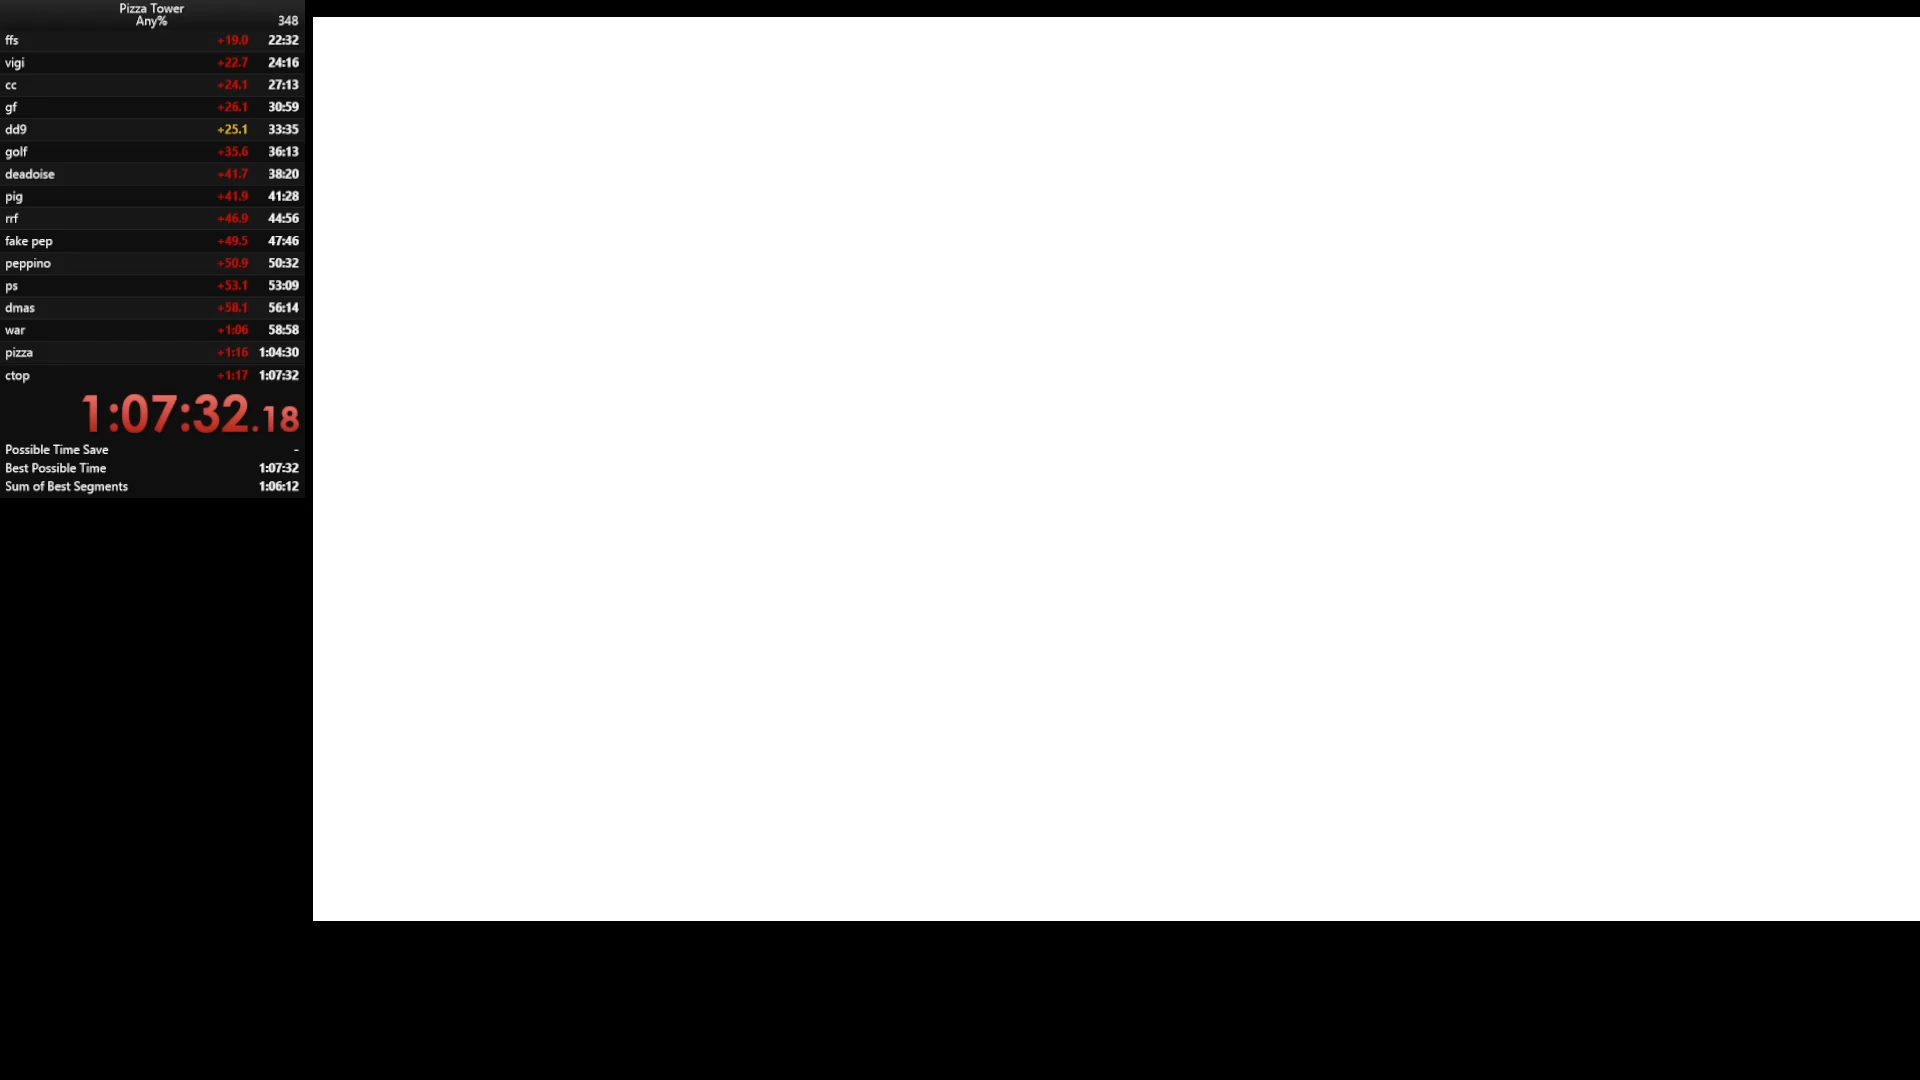 Pizza Tower
Any% 348
ffs +19.0 22:32
vigi +22.7 24:16
cc +24.1 27:13
gf +26.1 30:59
dd9 +25.1 33:35
golf +35.6 36:13
deadoise +41.7 38:20
pig +41.9 41:28
rrf +46.9 44:56
fake pep +49.5 47:46
peppino +50.9 50:32
ps +53.1 53:09
dmas +58.1 56:14
war +1:06 58:58
pizza +1:16 1:04:30
ctop +1:17 1:07:32
1:07:32.18
Possible Time Save -
Best Possible Time 1:07:32
Sum of Best Segments 1:06:12